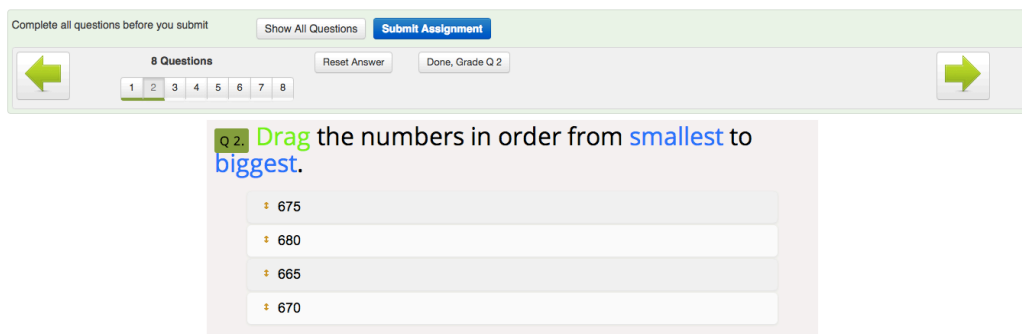 Complete all questions before you submit
Show All Questions
Submit Assignment
8 Questions
Reset Answer
Done, Grade Q 2
1 2 3 4 5 6 7 8
Q 2. Drag the numbers in order from smallest to
biggest.
675
680
665
670